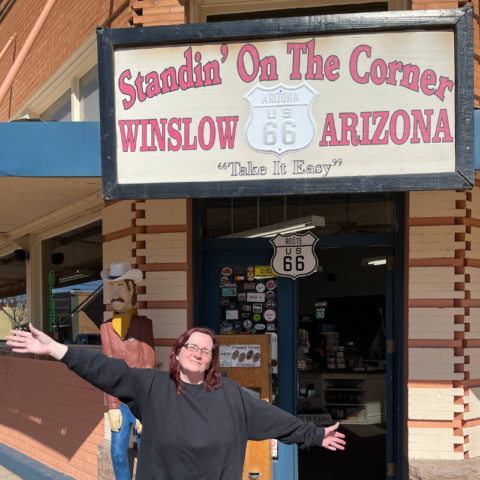 Standin' On The Corner
ARIZONA
US
66
WINSLOW ARIZONA
"Take It Easy"
ROUTE
US
66